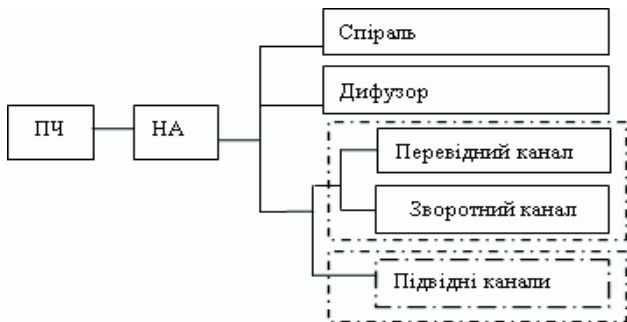 Спіраль
Дифузор
ПЧ
НА
Перевідний канал
Зворотний канал
Підвідні канали